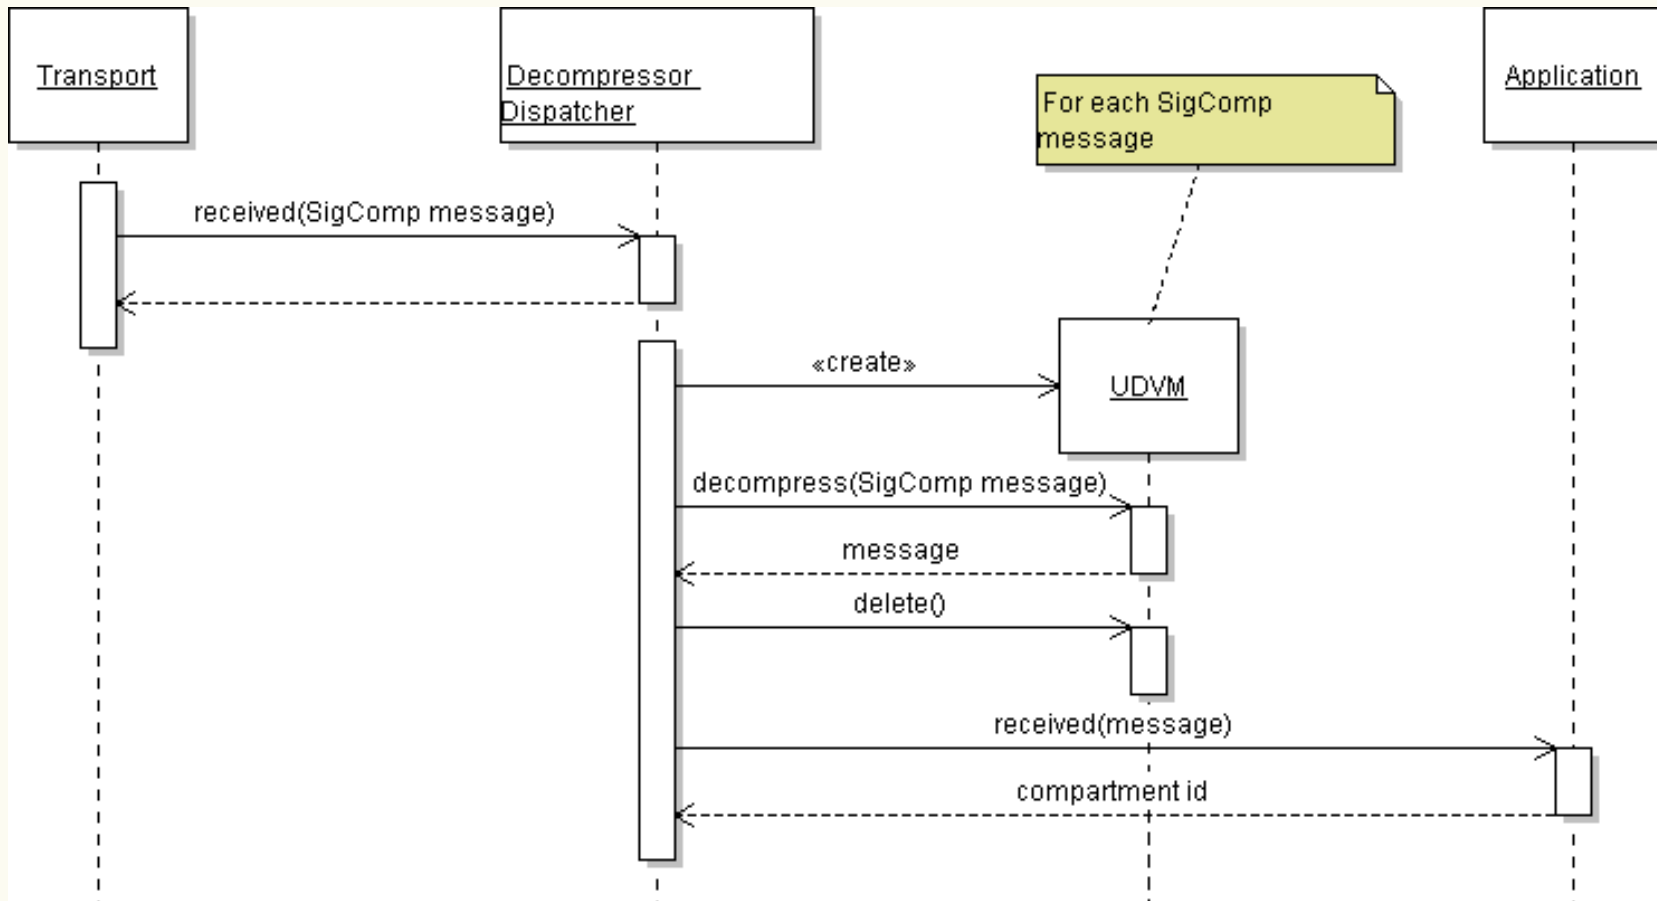 Transport
Decompressor
Dispatcher
For each SigComp
message
Application
received(SigComp message)
«create»
UDVM
decompress(SigComp message)
message
delete()
received(message)
compartment id